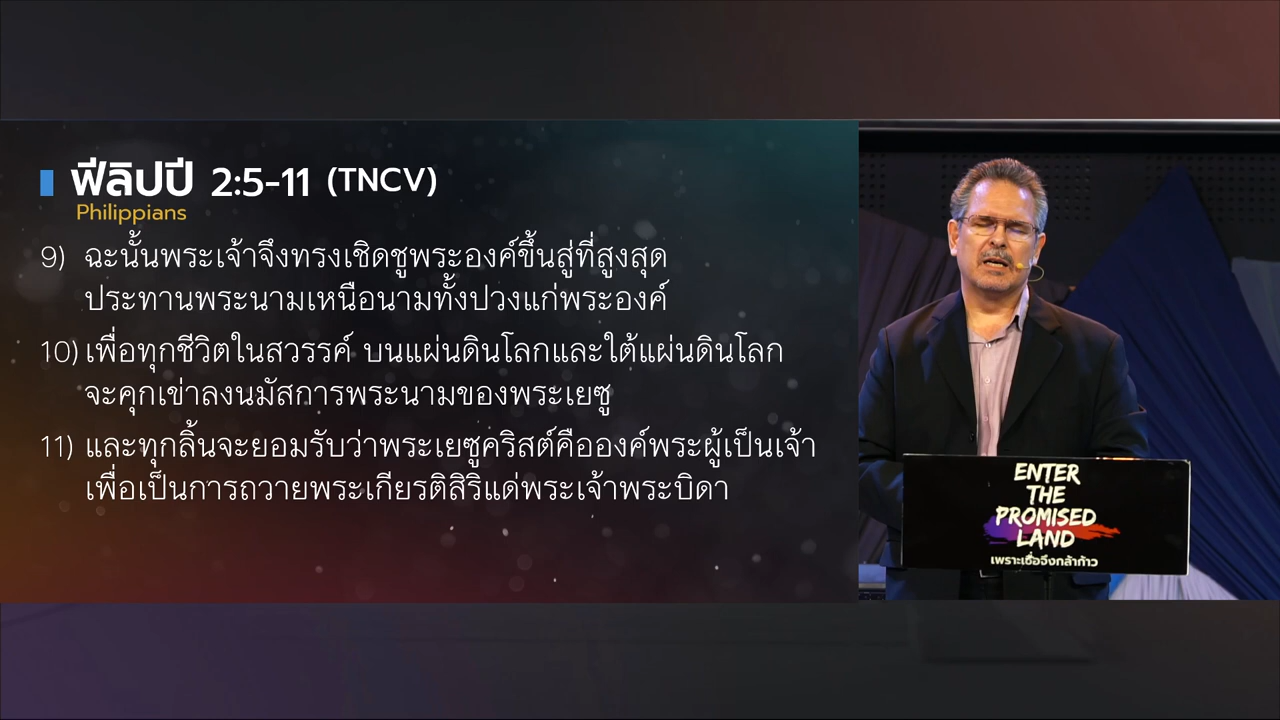 ฟีลิปปี 2:5-11 (TNCV)
Philippians
9) ฉะนั้นพระเจ้าจึงทรงเชิดชูพระองค์ขึ้นสู่ที่สูงสุด
ประทานพระนามเหนือนามทั้งปวงแก่พระองค์
10) เพื่อทุกชีวิตในสวรรค์ บนแผ่นดินโลกและใต้แผ่นดินโลก
จะคุกเข่าลงนมัสการพระนามของพระเยซู
11) และทุกลิ้นจะยอมรับว่าพระเยซูคริสต์คือองค์พระผู้เป็นเจ้า
เพื่อเป็นการถวายพระเกียรติสิริแด่พระเจ้าพระบิดา
ENTER
THE
PROMISED
LAND
เพราะเชื่อจึงกล้าก้าว